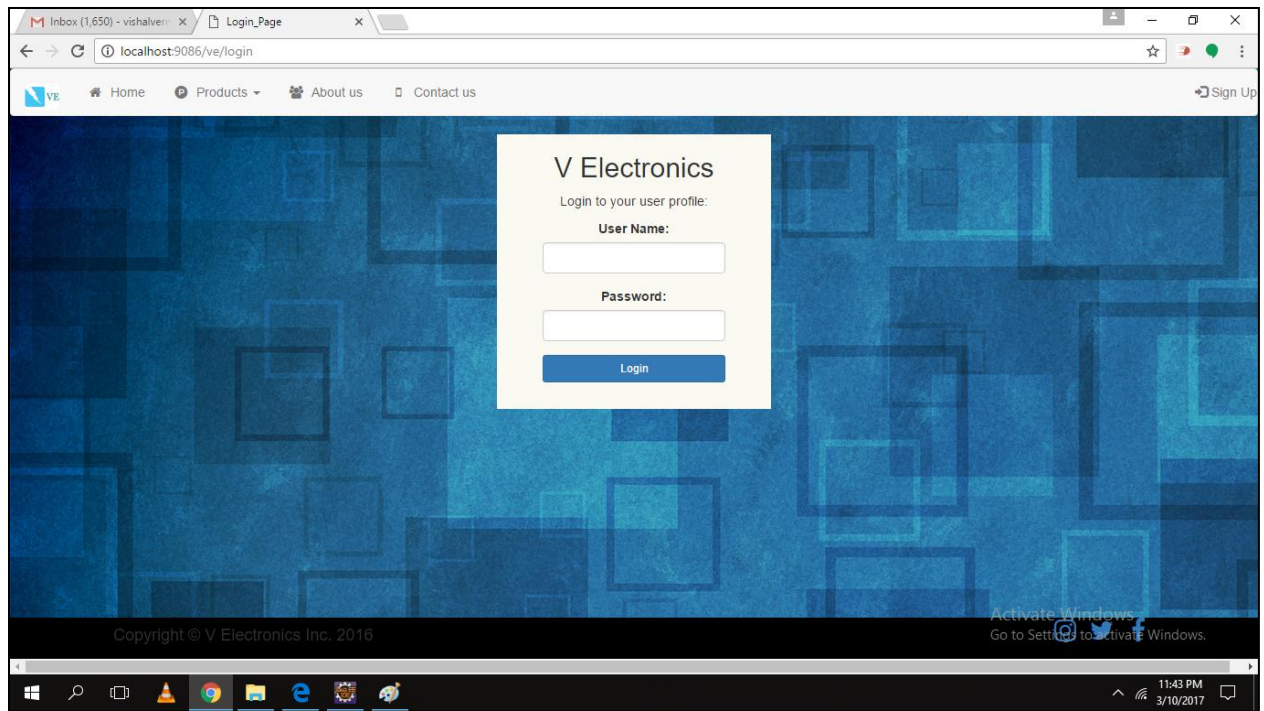 Inbox (1,650) - vishalvern
Login_Page
localhost:9086/ve/login
VE Home Products About us Contact us Sign Up
V Electronics
Login to your user profile:
User Name:
Password:
Login
Activate Windows
Go to Settings to activate Windows.
Copyright © V Electronics Inc. 2016
11:43 PM
3/10/2017